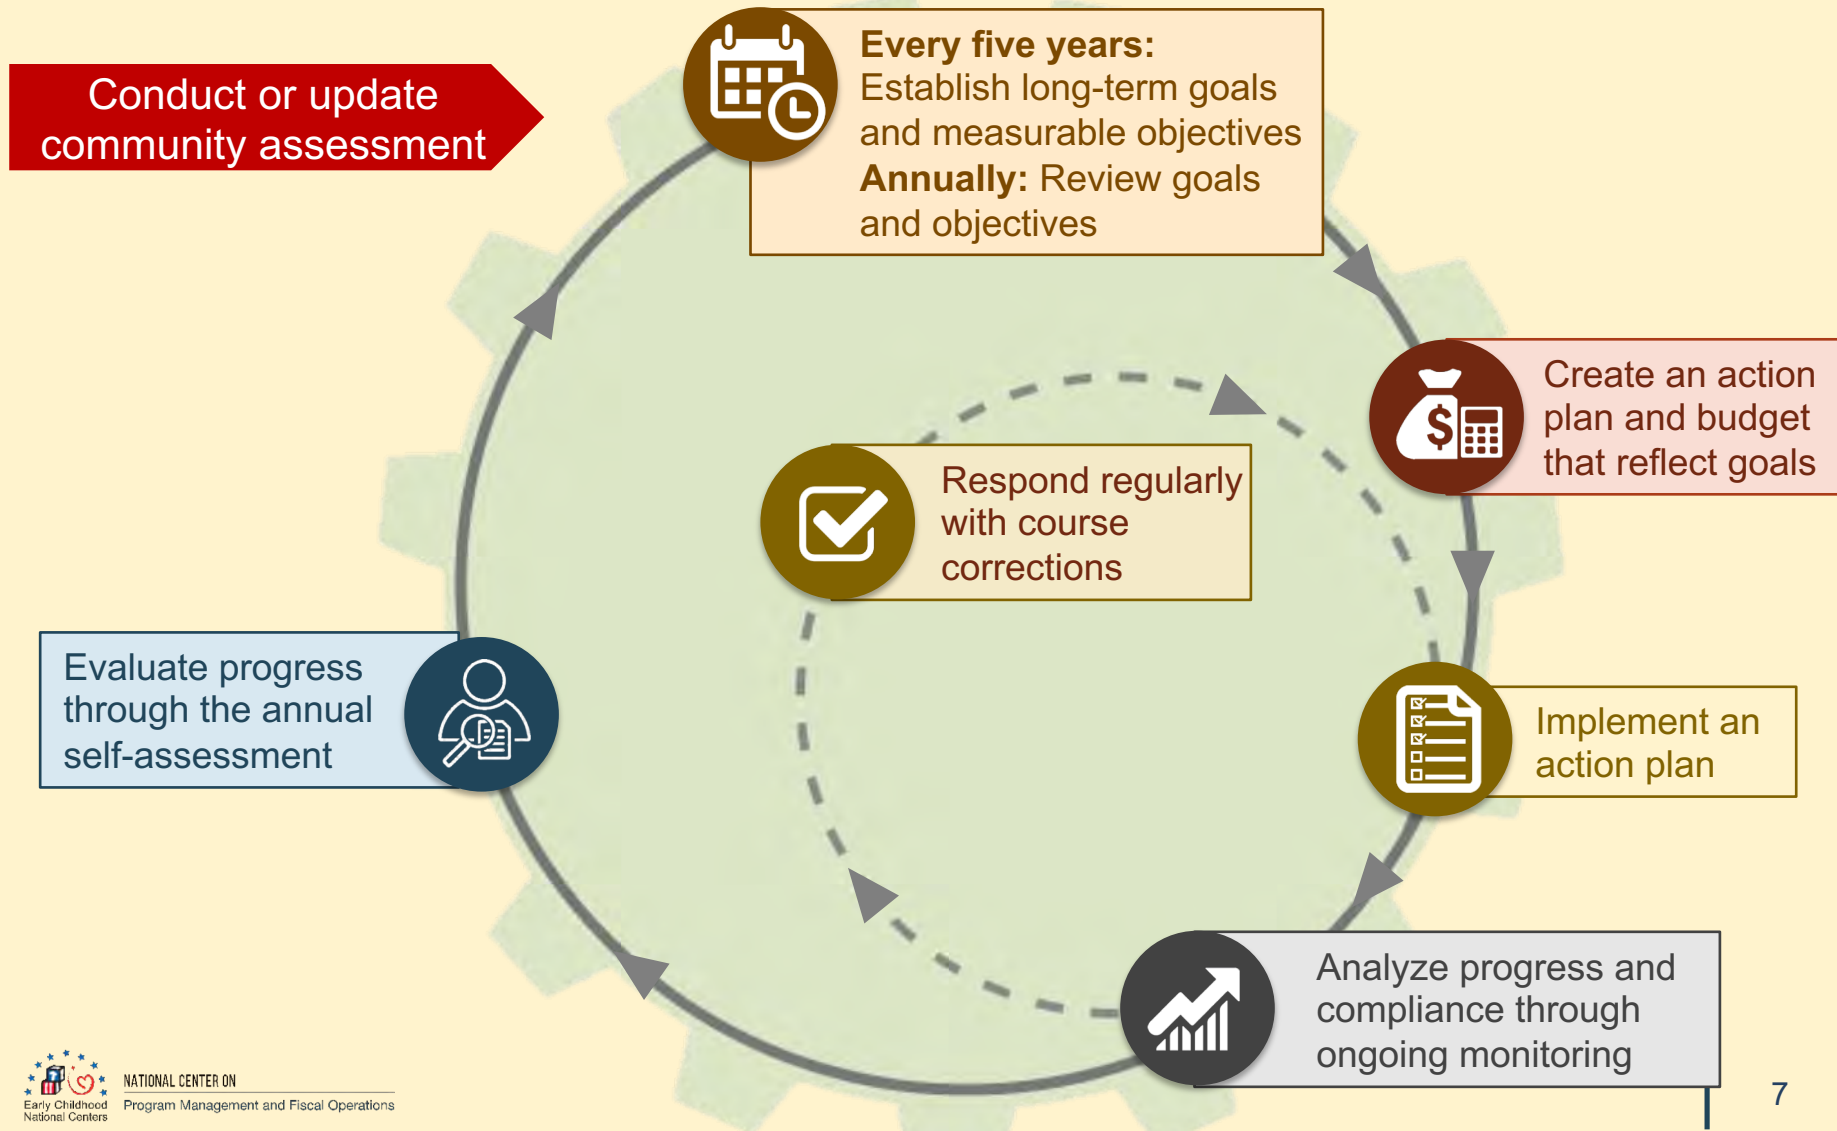 Conduct or update
community assessment
Every five years:
Establish long-term goals
and measurable objectives
Annually: Review goals
and objectives
Create an action
plan and budget
that reflect goals
$
Respond regularly
with course
corrections
Evaluate progress
through the annual
self-assessment
Implement an
action plan
Analyze progress and
compliance through
ongoing monitoring
Early Childhood
National Centers
NATIONAL CENTER ON
Program Management and Fiscal Operations
7